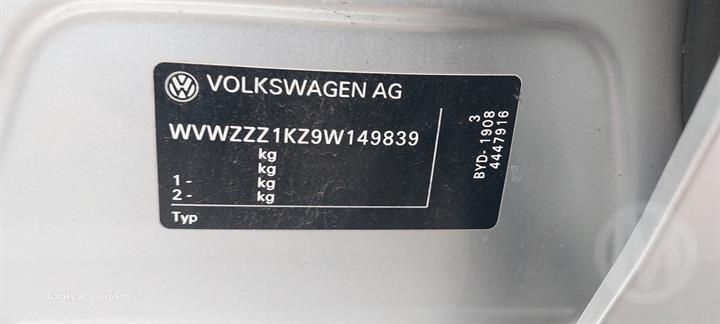 VOLKSWAGEN AG
WVWZZZ1KZ9W149839
kg
kg
1 - kg
2 - kg
Typ
3
BYD- 1908
4447916
Galaxy XCover6 Pro